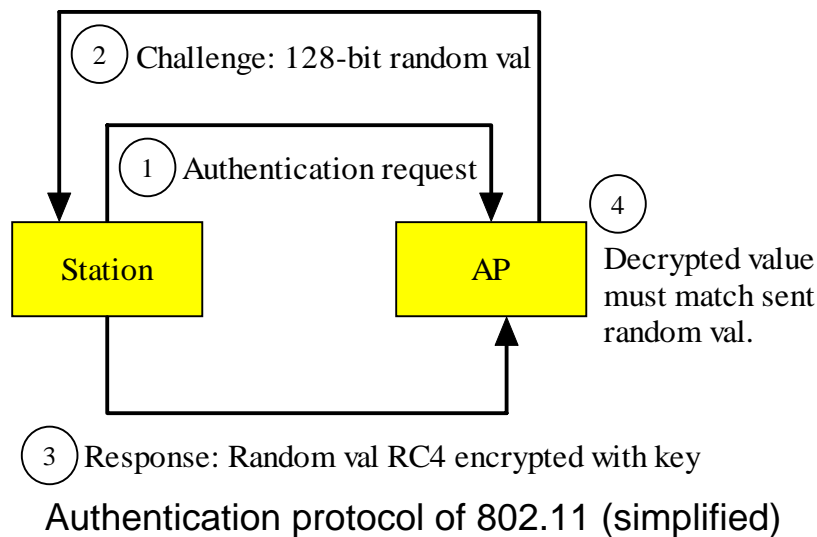 2 Challenge: 128-bit random val
1 Authentication request
4
Station
AP
Decrypted value
must match sent
random val.
3 Response: Random val RC4 encrypted with key
Authentication protocol of 802.11 (simplified)